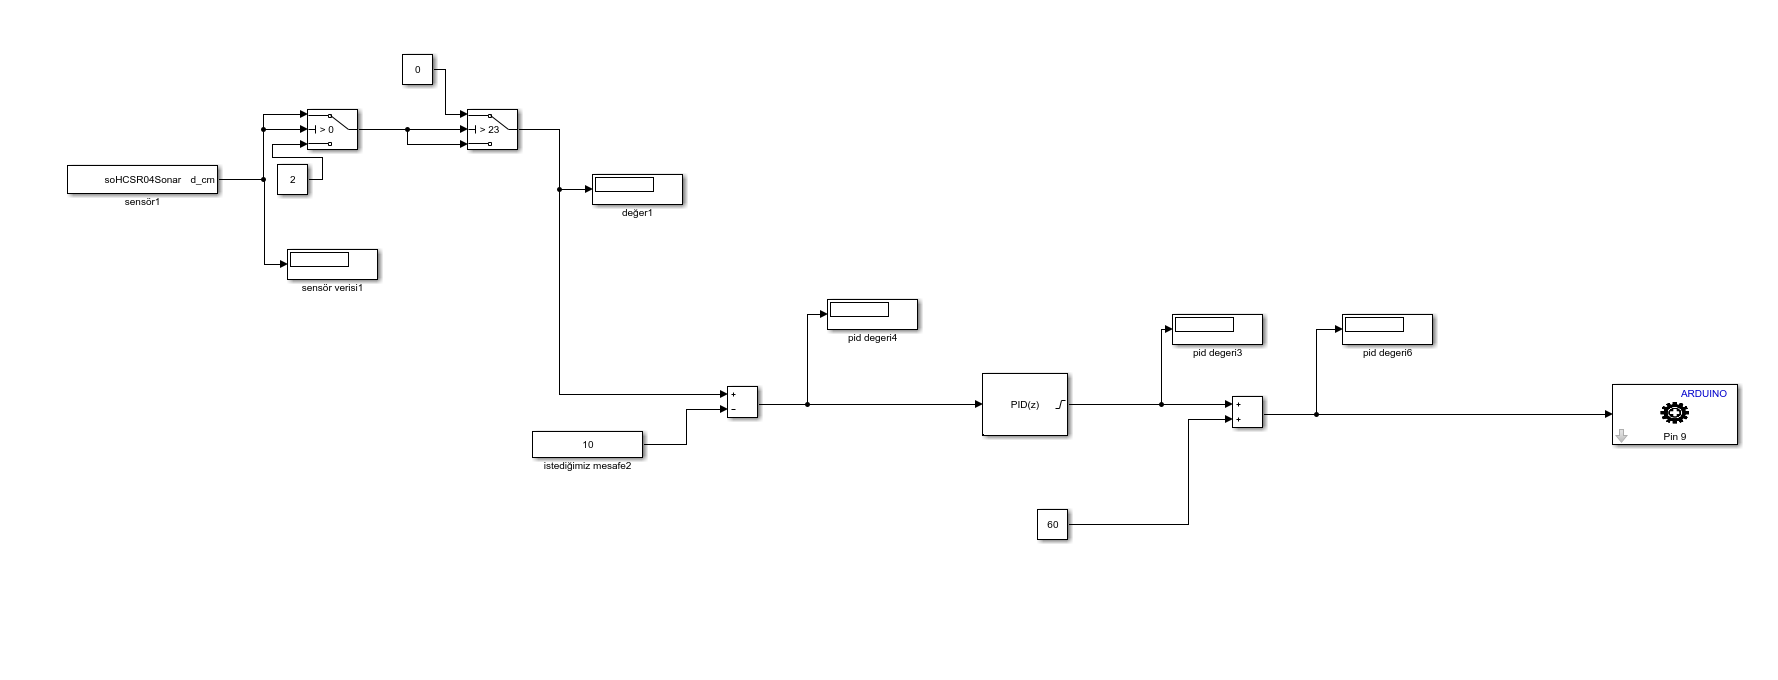 0
> 0
> 23
soHCSR04Sonar d_cm
sensör1
2
değer1
sensör verisi1
pid degeri4
pid degeri3
pid degeri6
+
−
10
istediğimiz mesafe2
PID(z)
+
+
ARDUINO
Pin 9
60